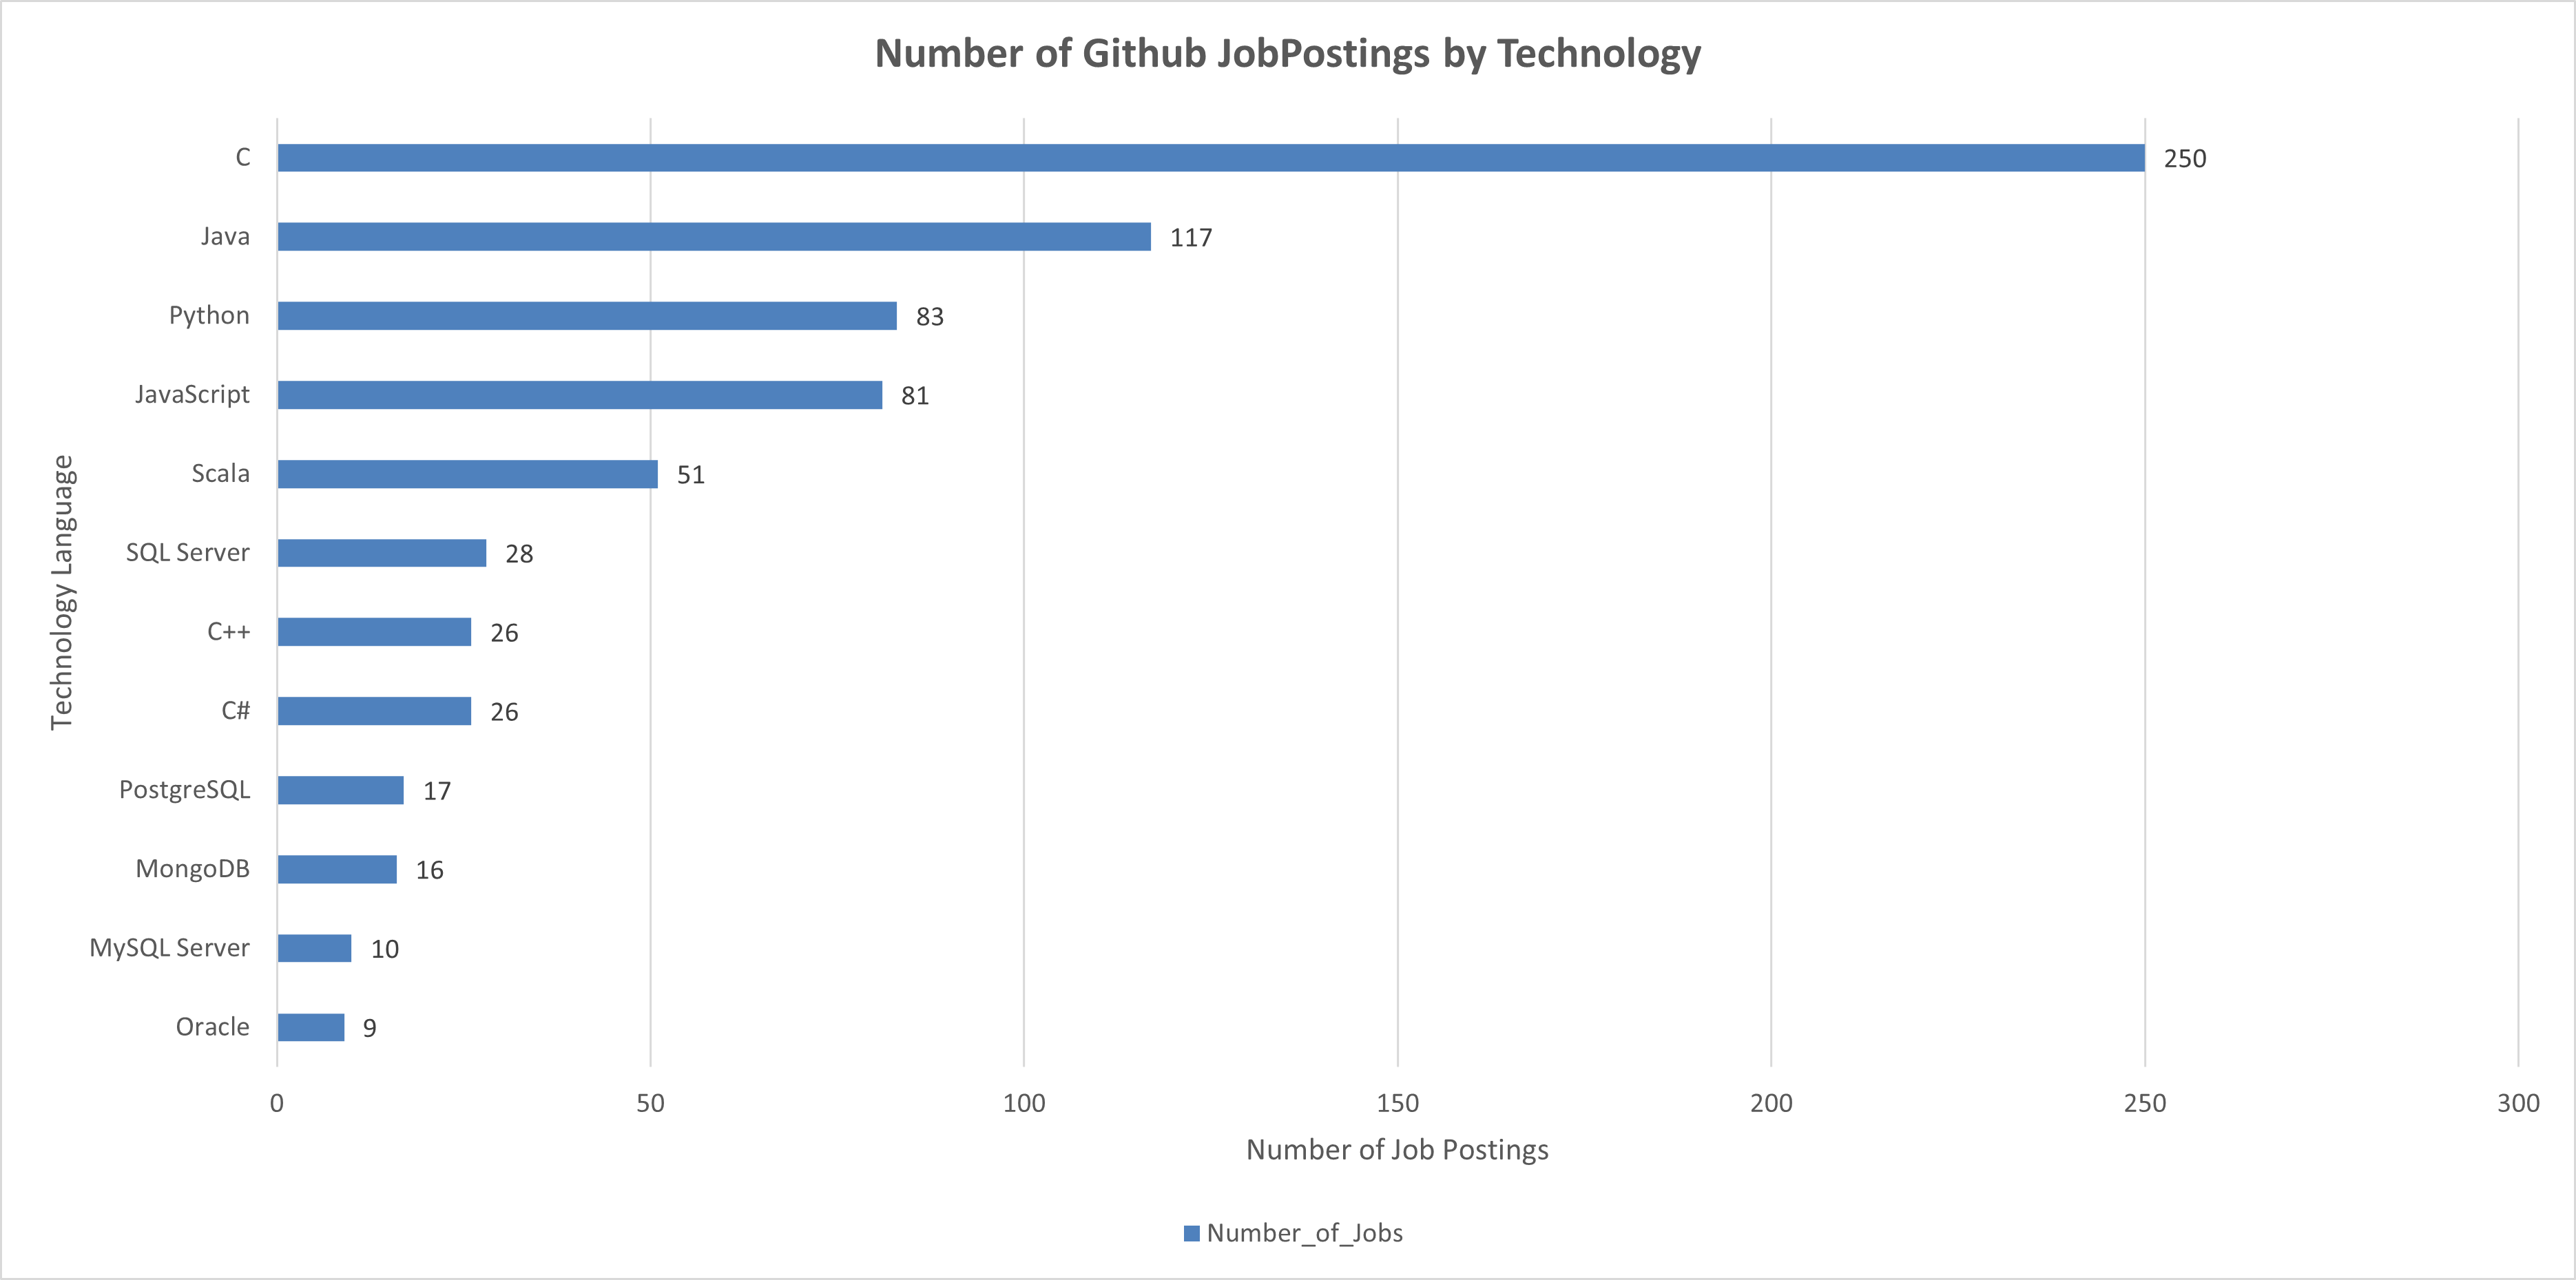 Number of Github JobPostings by Technology
Technology Language
C 250
Java 117
Python 83
JavaScript 81
Scala 51
SQL Server 28
C++ 26
C# 26
PostgreSQL 17
MongoDB 16
MySQL Server 10
Oracle 9
0 50 100 150 200 250 300
Number of Job Postings
Number_of_Jobs